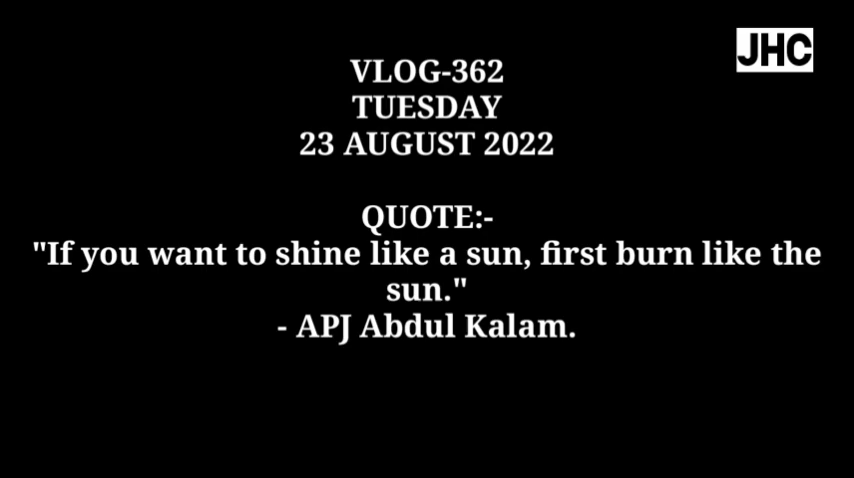 JHC
VLOG-362
TUESDAY
23 AUGUST 2022
QUOTE:-
"If you want to shine like a sun, first burn like the
sun."
- APJ Abdul Kalam.